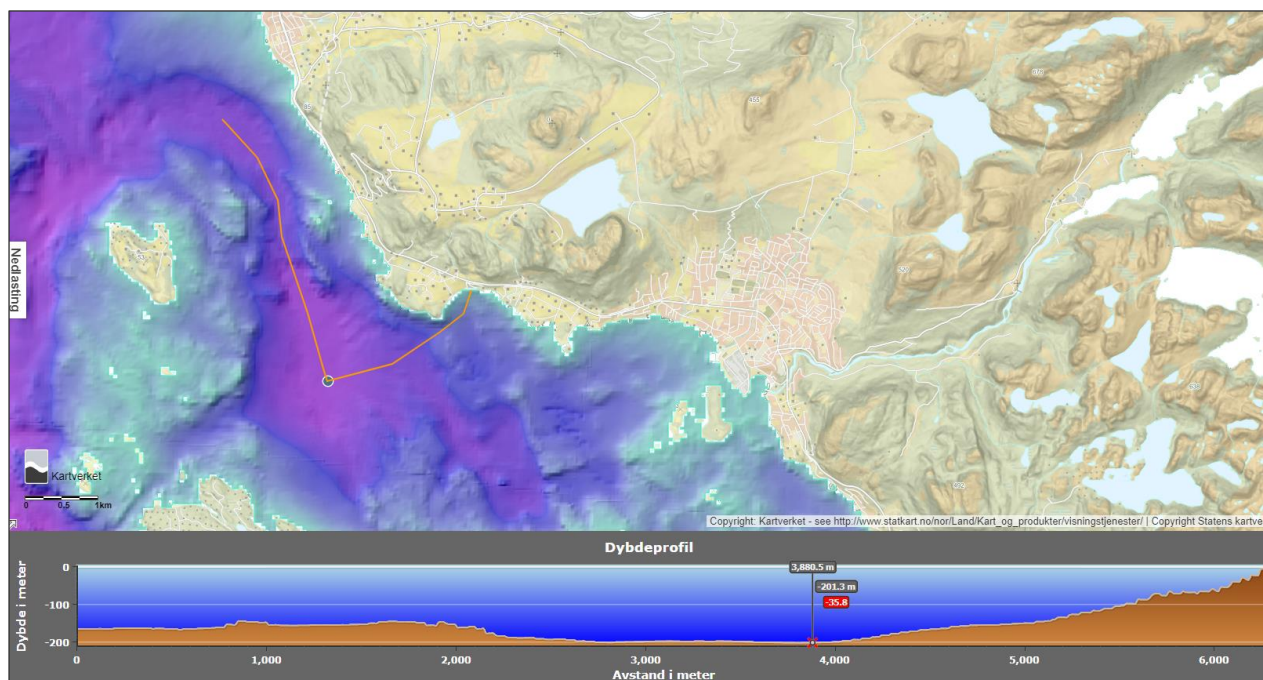 Nedlasting
Kartverket
0 0.5 1km
Copyright: Kartverket - see http://www.statkart.no/nor/Land/Kart_og_produkter/visningstjenester/ | Copyright Statens kartve
Dybdeprofil
Dybde i meter
0
-100
-200
3,880.5 m
-201.3 m
-35.8
0 1,000 2,000 3,000 4,000 5,000 6,000
Avstand i meter